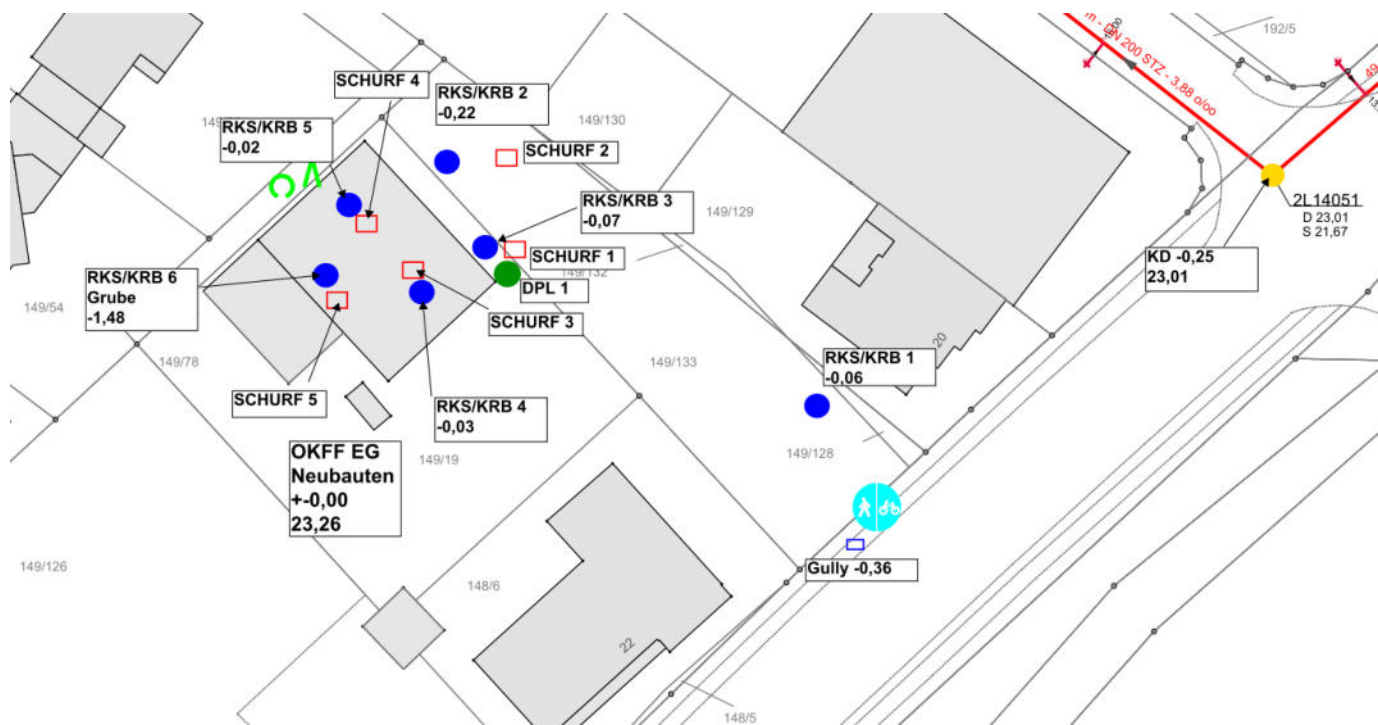 192/5
m - DN 200 STZ - 3,88 o/oo
SCHURF 4
RKS/KRB 2
-0,22
149/130
RKS/KRB 5
-0,02
SCHURF 2
RKS/KRB 3
-0,07
149/129
2L14051
D 23,01
S 21,67
SCHURF 1
149/132
KD -0,25
23,01
RKS/KRB 6
Grube
-1,48
DPL 1
149/54
SCHURF 3
20
149/78
149/133
RKS/KRB 1
-0,06
SCHURF 5
RKS/KRB 4
-0,03
OKFF EG
Neubauten
+-0,00
23,26
149/19
149/128
149/126
Gully -0,36
148/6
22
148/5